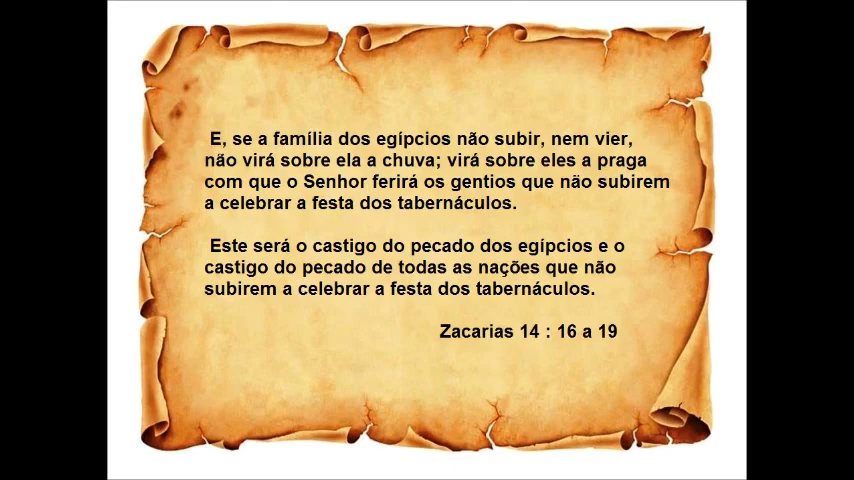 E, se a família dos egípcios não subir, nem vier,
não virá sobre ela a chuva; virá sobre eles a praga
com que o Senhor ferirá os gentios que não subirem
a celebrar a festa dos tabernáculos.
Este será o castigo do pecado dos egípcios e o
castigo do pecado de todas as nações que não
subirem a celebrar a festa dos tabernáculos.
Zacarias 14 : 16 a 19